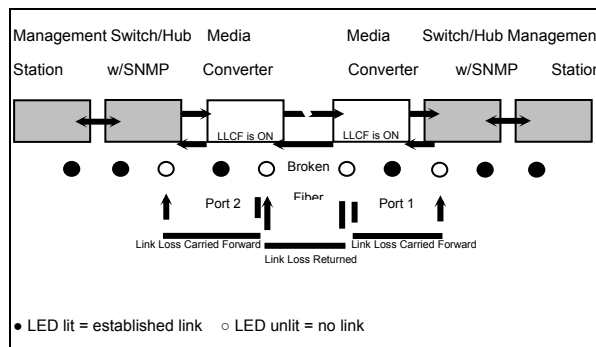 Management Switch/Hub Media Media Switch/Hub Management
Station w/SNMP Converter Converter w/SNMP Station
LLCF is ON LLCF is ON
Broken
Fiber
Port 2 Port 1
Link Loss Carried Forward Link Loss Carried Forward
Link Loss Returned
● LED lit = established link ○ LED unlit = no link